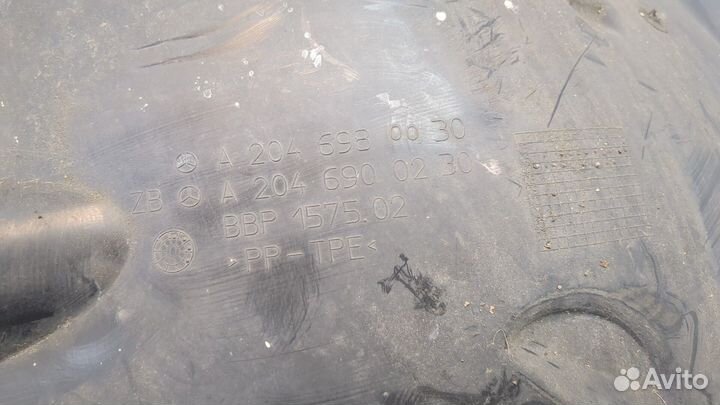 A 204 698 00 30
ZB A 204 690 02 30
BBP 1575.02
>PP-TPE<
Avito